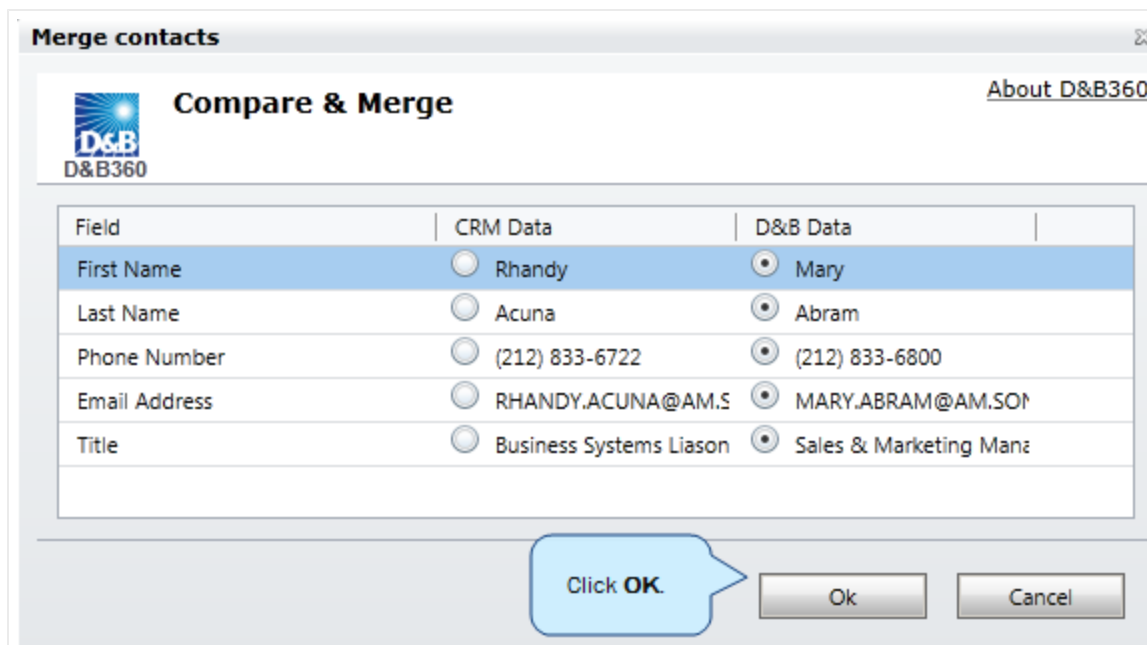 Merge contacts
Compare & Merge
About D&B360
D&B
D&B360
Field CRM Data D&B Data
First Name Rhandy Mary
Last Name Acuna Abram
Phone Number (212) 833-6722 (212) 833-6800
Email Address RHANDY.ACUNA@AM.S MARY.ABRAM@AM.SON
Title Business Systems Liason Sales & Marketing Mana
Click OK.
Ok Cancel